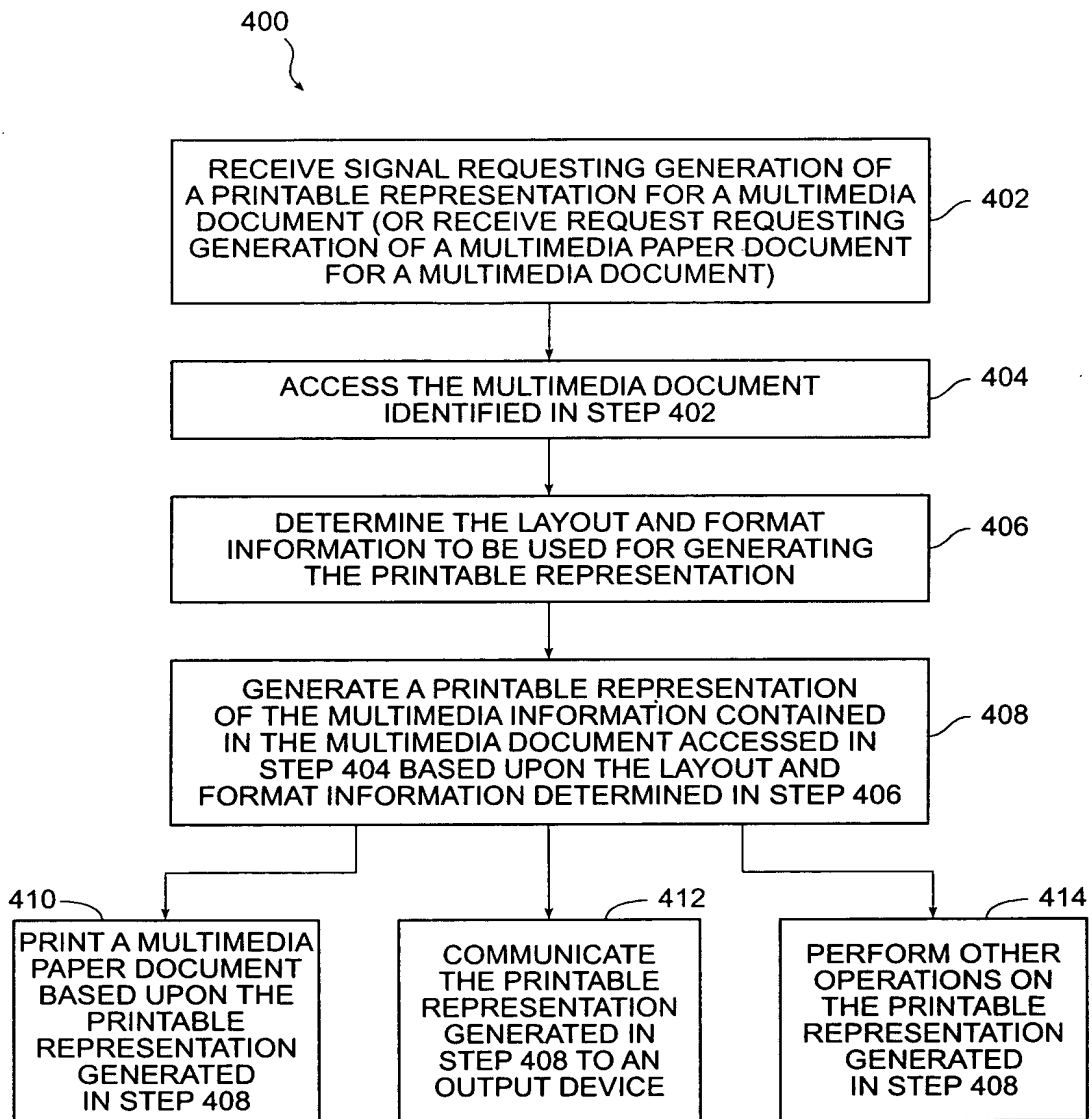 400
RECEIVE SIGNAL REQUESTING GENERATION OF
A PRINTABLE REPRESENTATION FOR A MULTIMEDIA
DOCUMENT (OR RECEIVE REQUEST REQUESTING
GENERATION OF A MULTIMEDIA PAPER DOCUMENT
FOR A MULTIMEDIA DOCUMENT)
402
ACCESS THE MULTIMEDIA DOCUMENT
IDENTIFIED IN STEP 402
404
DETERMINE THE LAYOUT AND FORMAT
INFORMATION TO BE USED FOR GENERATING
THE PRINTABLE REPRESENTATION
406
GENERATE A PRINTABLE REPRESENTATION
OF THE MULTIMEDIA INFORMATION CONTAINED
IN THE MULTIMEDIA DOCUMENT ACCESSED IN
STEP 404 BASED UPON THE LAYOUT AND
FORMAT INFORMATION DETERMINED IN STEP 406
408
410
PRINT A MULTIMEDIA
PAPER DOCUMENT
BASED UPON THE
PRINTABLE
REPRESENTATION
GENERATED
IN STEP 408
412
COMMUNICATE
THE PRINTABLE
REPRESENTATION
GENERATED IN
STEP 408 TO AN
OUTPUT DEVICE
414
PERFORM OTHER
OPERATIONS ON
THE PRINTABLE
REPRESENTATION
GENERATED
IN STEP 408